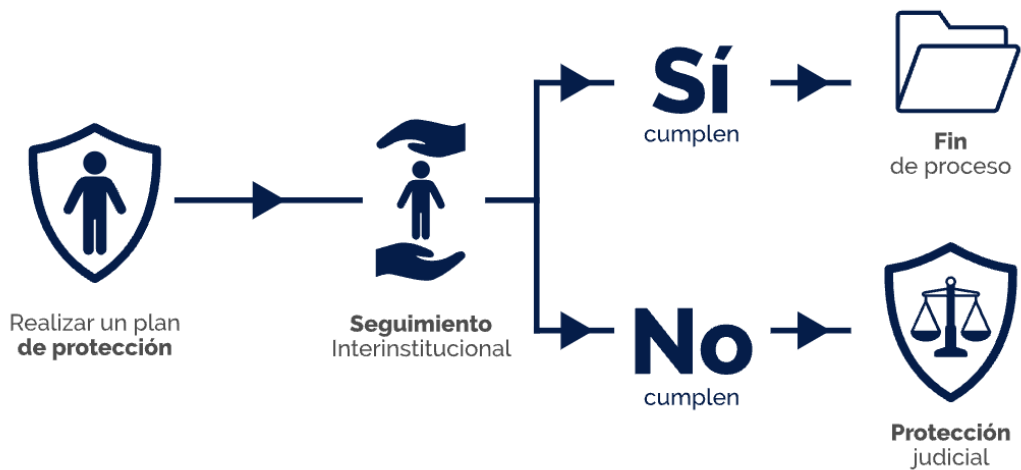 Realizar un plan
de protección
Seguimiento
Interinstitucional
Sí
cumplen
Fin
de proceso
No
cumplen
Protección
judicial